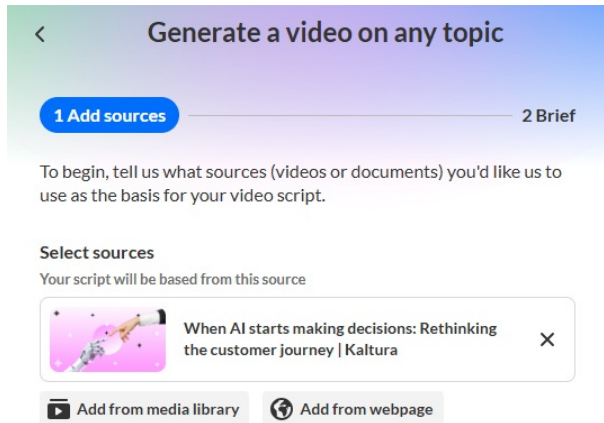 Generate a video on any topic
1 Add sources
2 Brief
To begin, tell us what sources (videos or documents) you'd like us to
use as the basis for your video script.
Select sources
Your script will be based from this source
When AI starts making decisions: Rethinking
the customer journey | Kaltura
Add from media library
Add from webpage